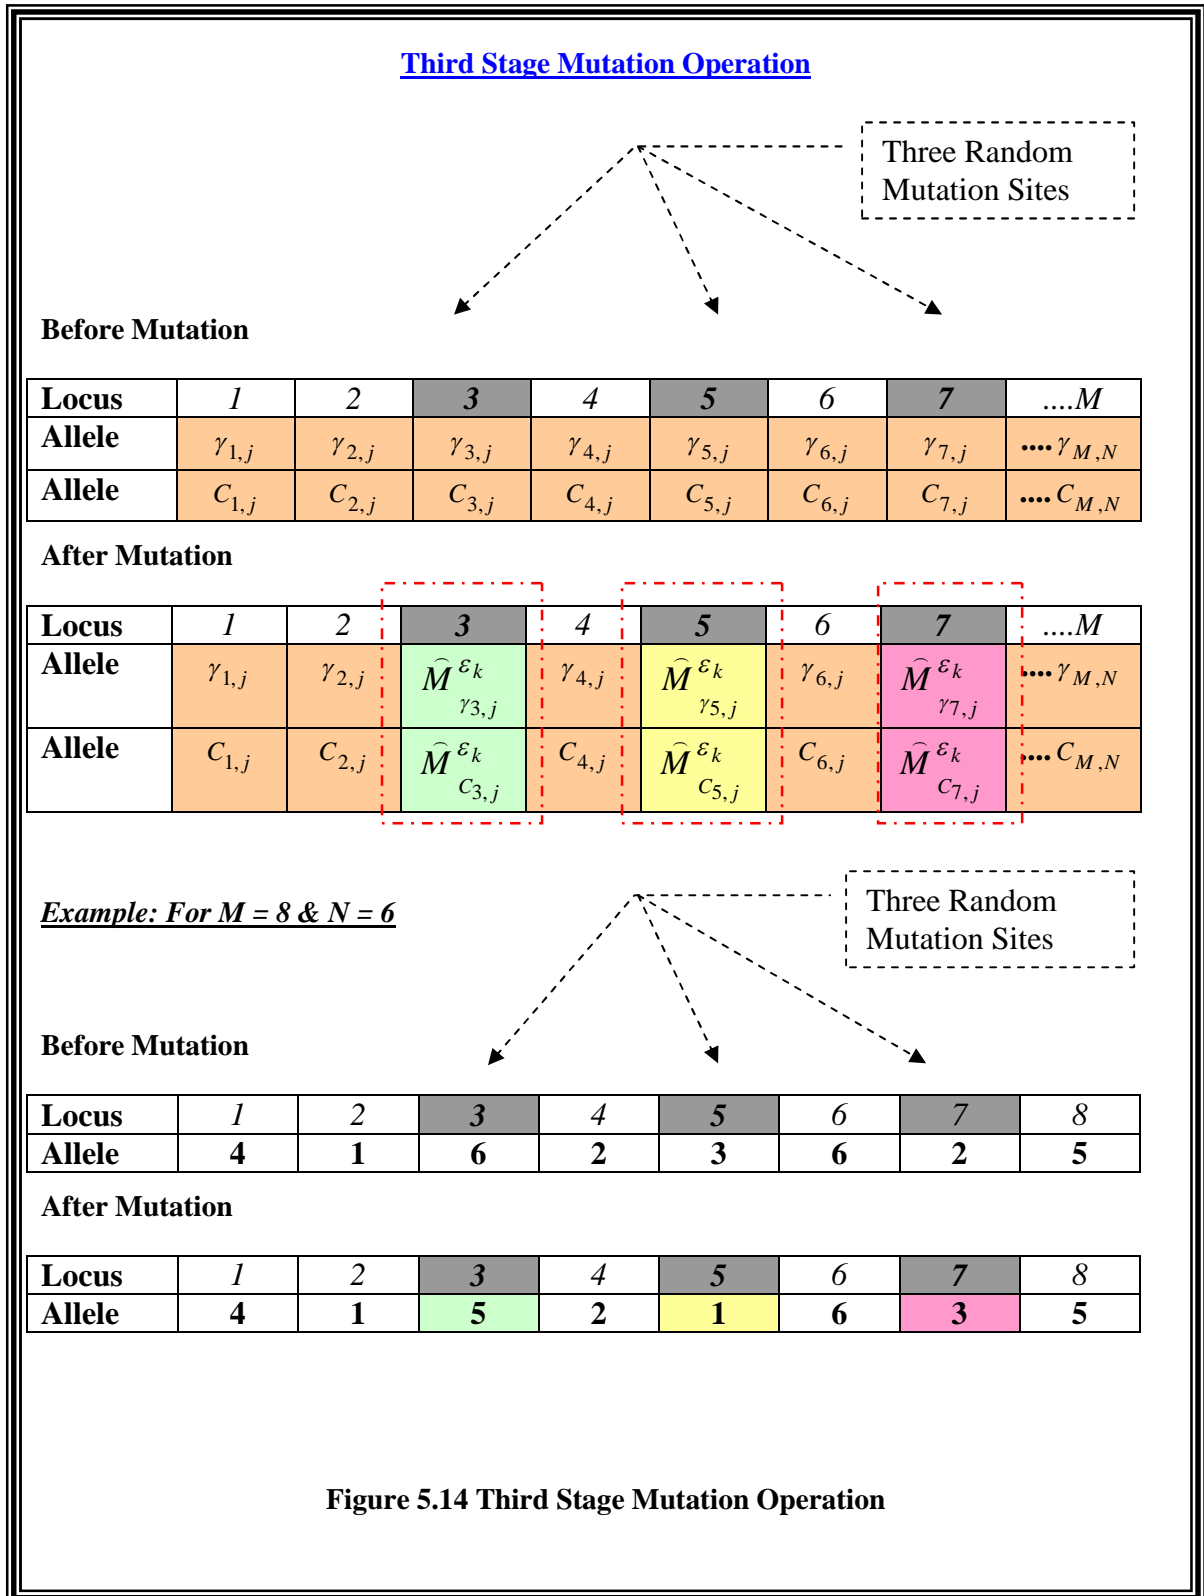 Third Stage Mutation Operation
Three Random
Mutation Sites
Before Mutation
Locus 1 2 3 4 5 6 7 ....M
Allele γ1,j γ2,j γ3,j γ4,j γ5,j γ6,j γ7,j ....γM,N
Allele C1,j C2,j C3,j C4,j C5,j C6,j C7,j ....CM,N
After Mutation
Locus 1 2 3 4 5 6 7 ....M
Allele γ1,j γ2,j M̂^εk γ3,j γ4,j M̂^εk γ5,j γ6,j M̂^εk γ7,j ....γM,N
Allele C1,j C2,j M̂^εk C3,j C4,j M̂^εk C5,j C6,j M̂^εk C7,j ....CM,N
Example: For M = 8 & N = 6
Three Random
Mutation Sites
Before Mutation
Locus 1 2 3 4 5 6 7 8
Allele 4 1 6 2 3 6 2 5
After Mutation
Locus 1 2 3 4 5 6 7 8
Allele 4 1 5 2 1 6 3 5
Figure 5.14 Third Stage Mutation Operation